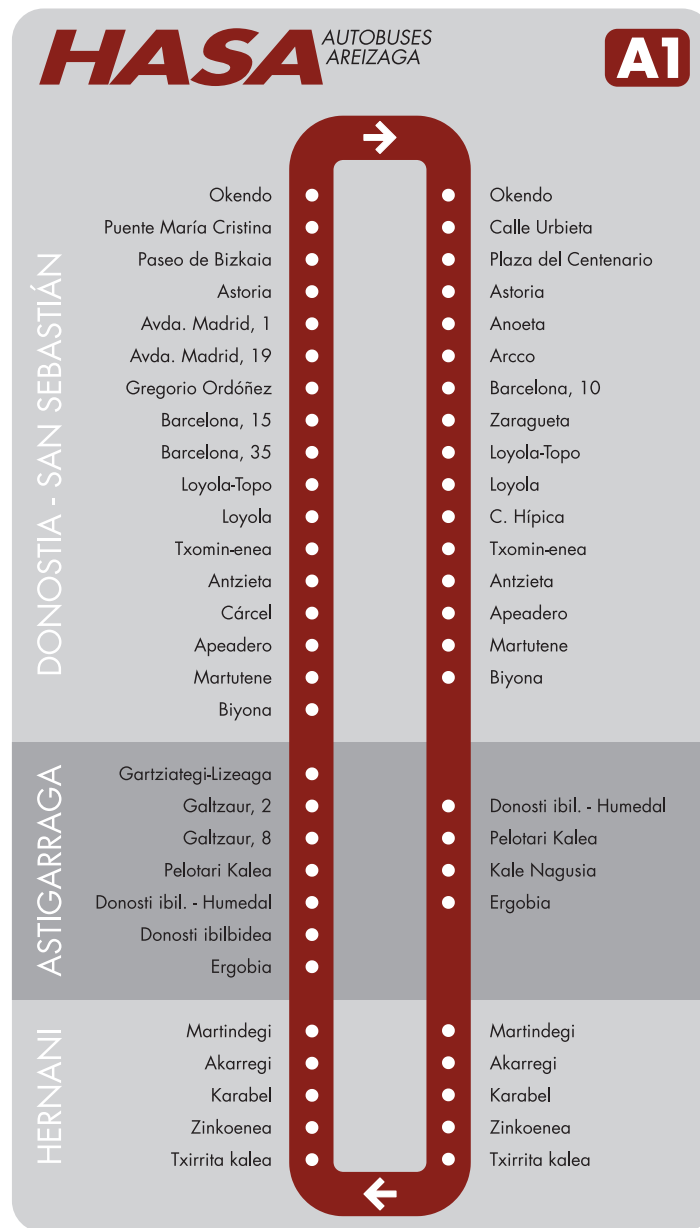 HASA AUTOBUSES
AREIZAGA
A1
DONOSTIA - SAN SEBASTIÁN
Okendo
Puente María Cristina
Paseo de Bizkaia
Astoria
Avda. Madrid, 1
Avda. Madrid, 19
Gregorio Ordóñez
Barcelona, 15
Barcelona, 35
Loyola-Topo
Loyola
Txomin-enea
Antzieta
Cárcel
Apeadero
Martutene
Biyona
Okendo
Calle Urbieta
Plaza del Centenario
Astoria
Anoeta
Arcco
Barcelona, 10
Zaragueta
Loyola-Topo
Loyola
C. Hípica
Txomin-enea
Antzieta
Apeadero
Martutene
Biyona
ASTIGARRAGA
Gartziategi-Lizeaga
Galtzaur, 2
Galtzaur, 8
Pelotari Kalea
Donosti ibil. - Humedal
Donosti ibilbidea
Ergobia
Donosti ibil. - Humedal
Pelotari Kalea
Kale Nagusia
Ergobia
HERNANI
Martindegi
Akarregi
Karabel
Zinkoenea
Txirrita kalea
Martindegi
Akarregi
Karabel
Zinkoenea
Txirrita kalea